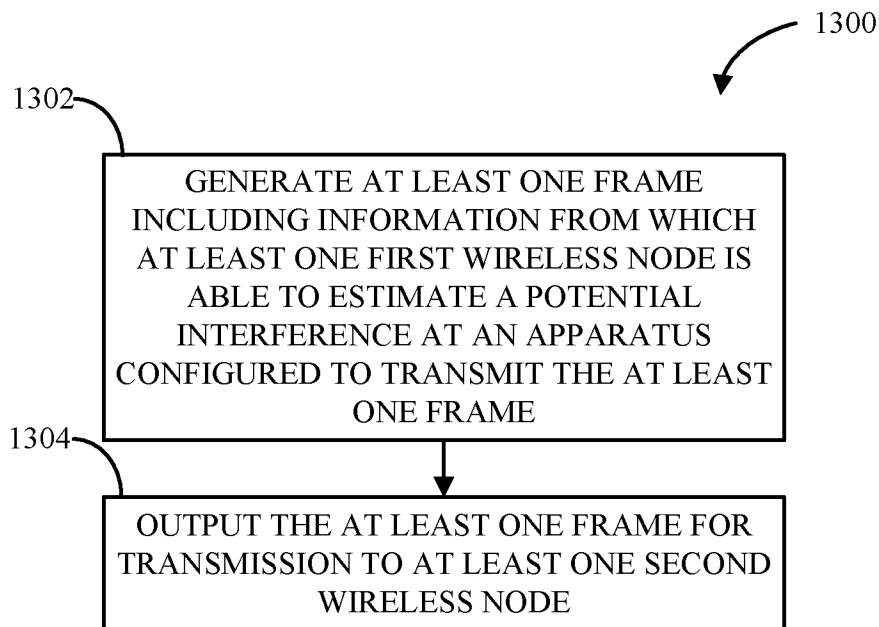 1300
1302
GENERATE AT LEAST ONE FRAME
INCLUDING INFORMATION FROM WHICH
AT LEAST ONE FIRST WIRELESS NODE IS
ABLE TO ESTIMATE A POTENTIAL
INTERFERENCE AT AN APPARATUS
CONFIGURED TO TRANSMIT THE AT LEAST
ONE FRAME
1304
OUTPUT THE AT LEAST ONE FRAME FOR
TRANSMISSION TO AT LEAST ONE SECOND
WIRELESS NODE